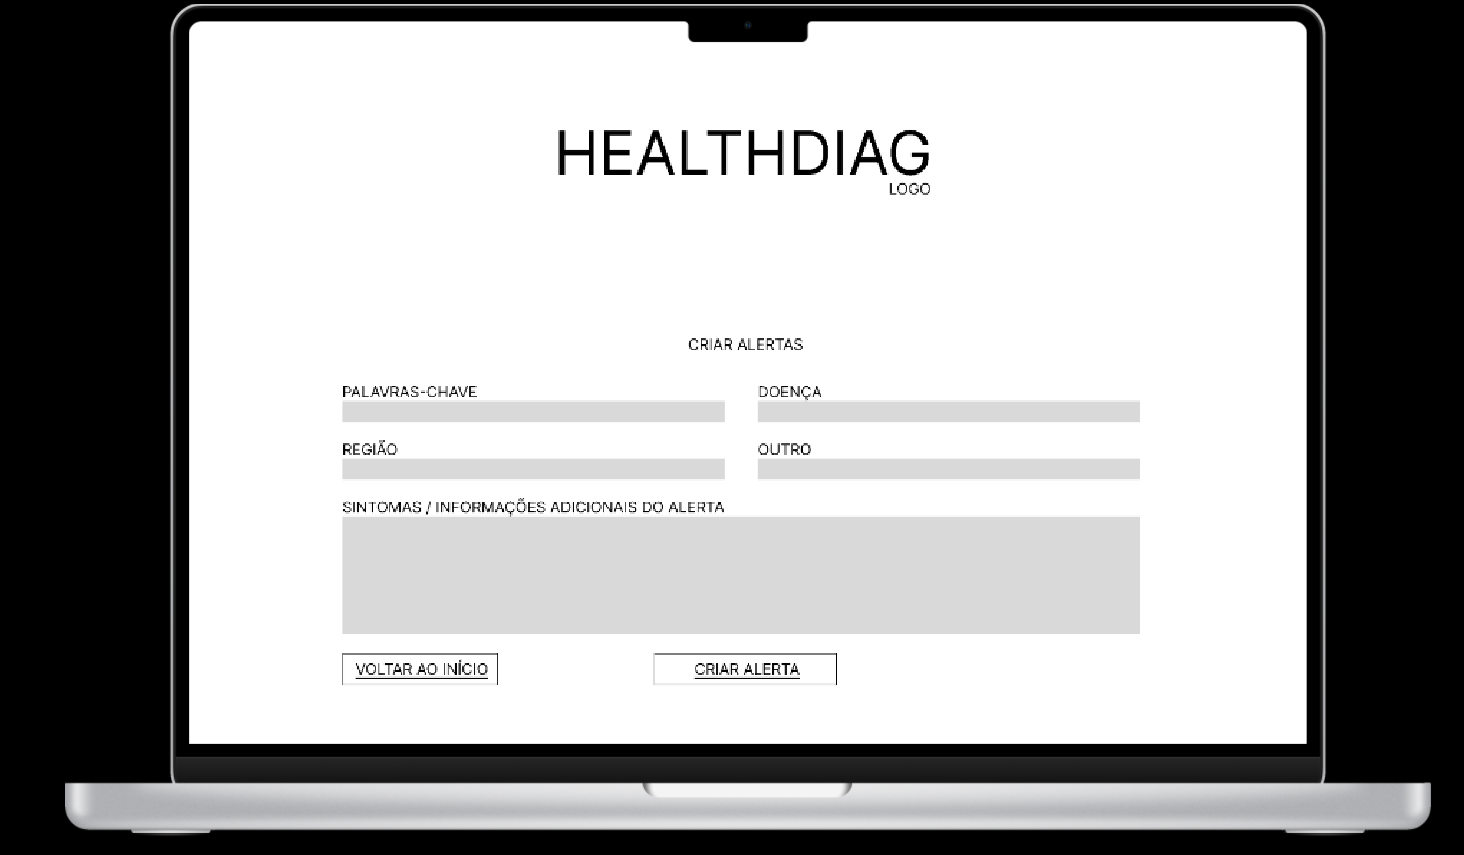 HEALTHDIAG
LOGO
CRIAR ALERTAS
PALAVRAS-CHAVE
DOENÇA
REGIÃO
OUTRO
SINTOMAS / INFORMAÇÕES ADICIONAIS DO ALERTA
VOLTAR AO INÍCIO
CRIAR ALERTA